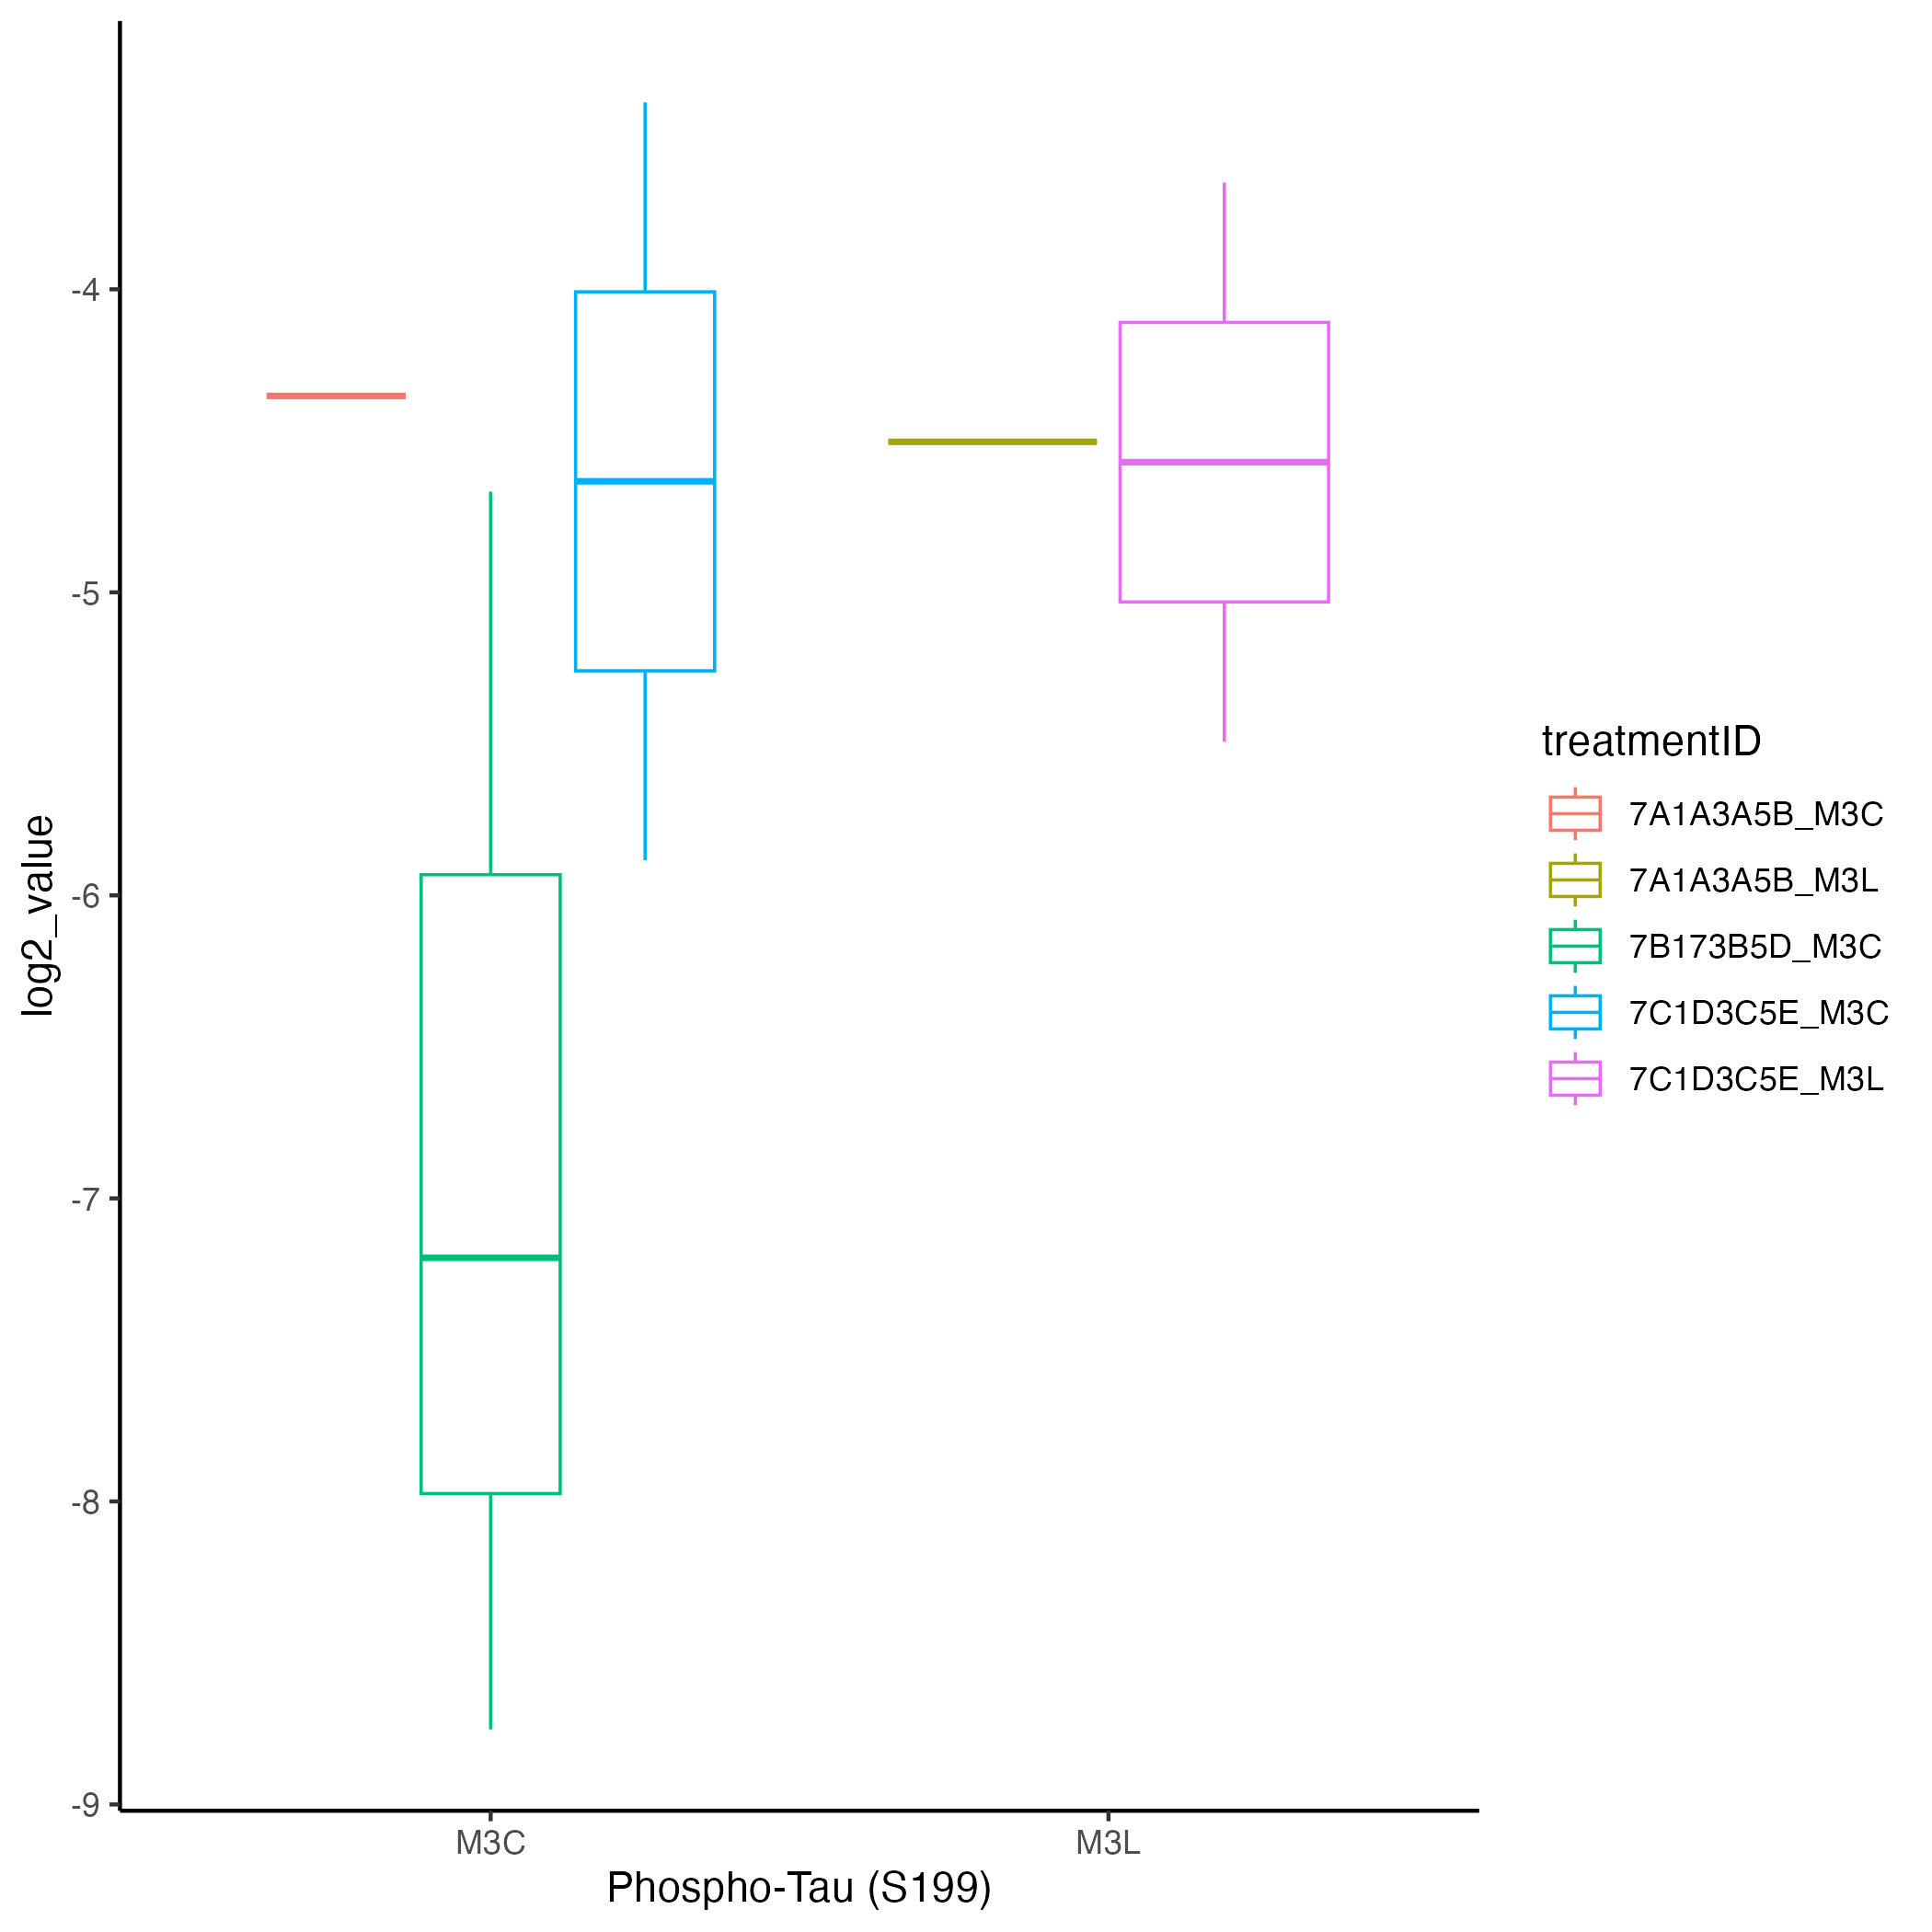 log2_value
-4
-5
-6
-7
-8
-9
M3C
M3L
Phospho-Tau (S199)
treatmentID
7A1A3A5B_M3C
7A1A3A5B_M3L
7B173B5D_M3C
7C1D3C5E_M3C
7C1D3C5E_M3L